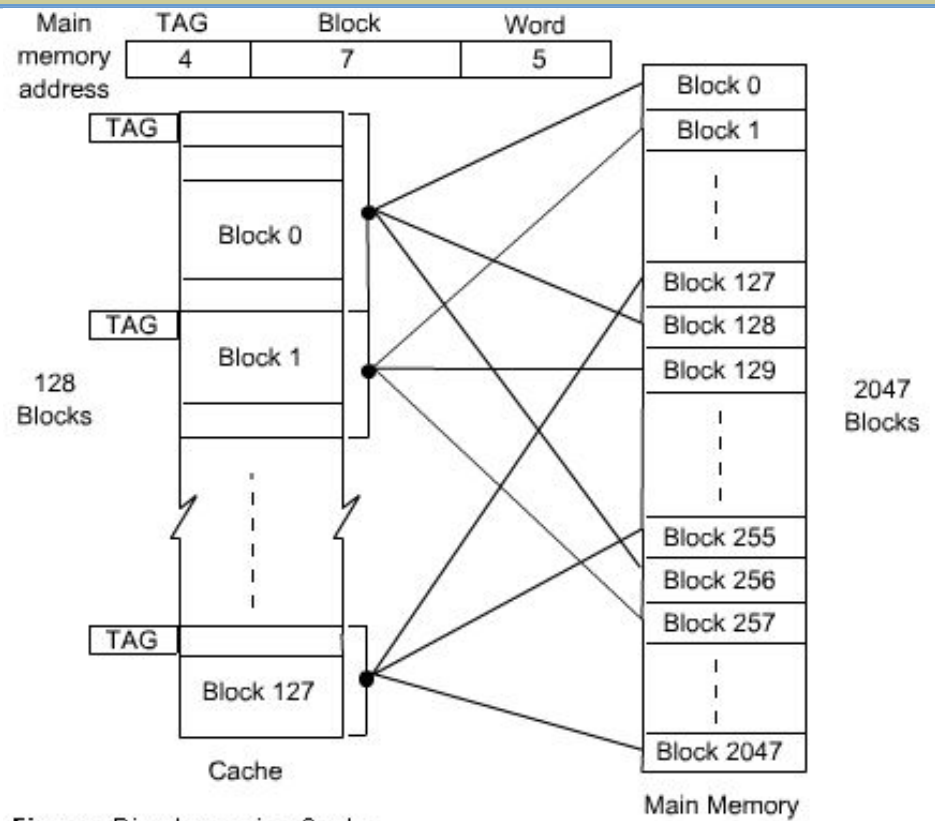 Main memory address
TAG Block Word
4 7 5
TAG
Block 0
TAG
Block 1
128 Blocks
TAG
Block 127
Cache
Block 0
Block 1
Block 127
Block 128
Block 129
Block 255
Block 256
Block 257
Block 2047
2047 Blocks
Main Memory